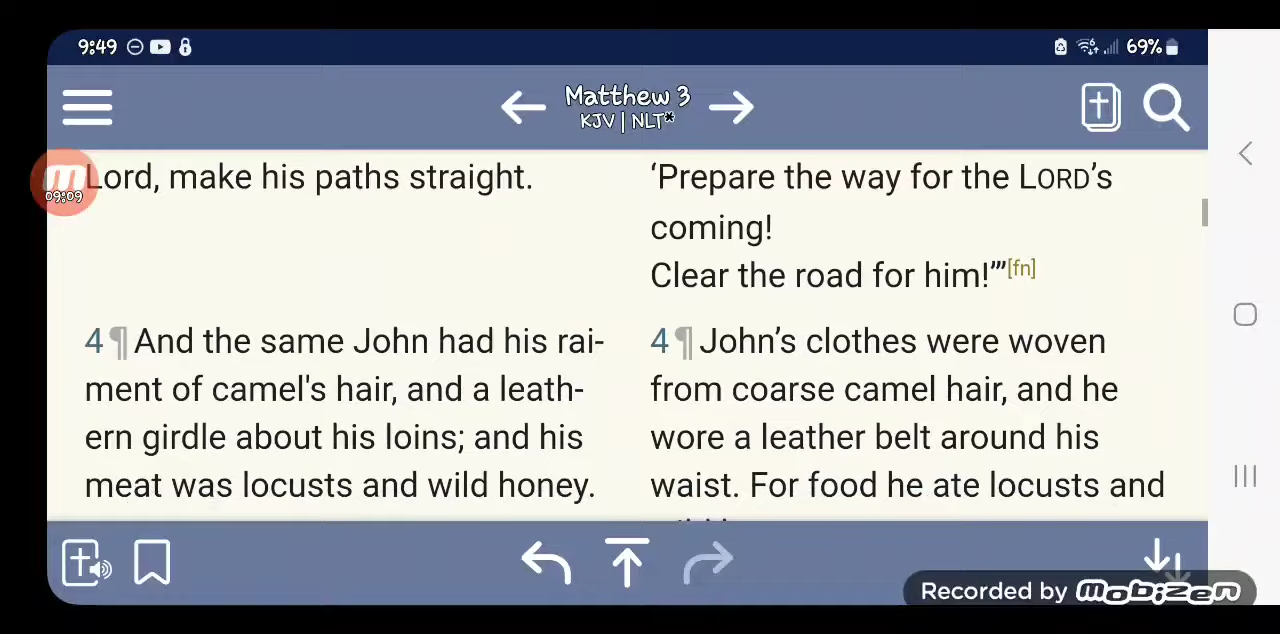 9:49
69%
Matthew 3
KJV | NLT*
09:09
Lord, make his paths straight.
‘Prepare the way for the LORD’s
coming!
Clear the road for him!’”[fn]
4 ¶ And the same John had his rai-
ment of camel's hair, and a leath-
ern girdle about his loins; and his
meat was locusts and wild honey.
4 ¶ John’s clothes were woven
from coarse camel hair, and he
wore a leather belt around his
waist. For food he ate locusts and
Recorded by mobizen